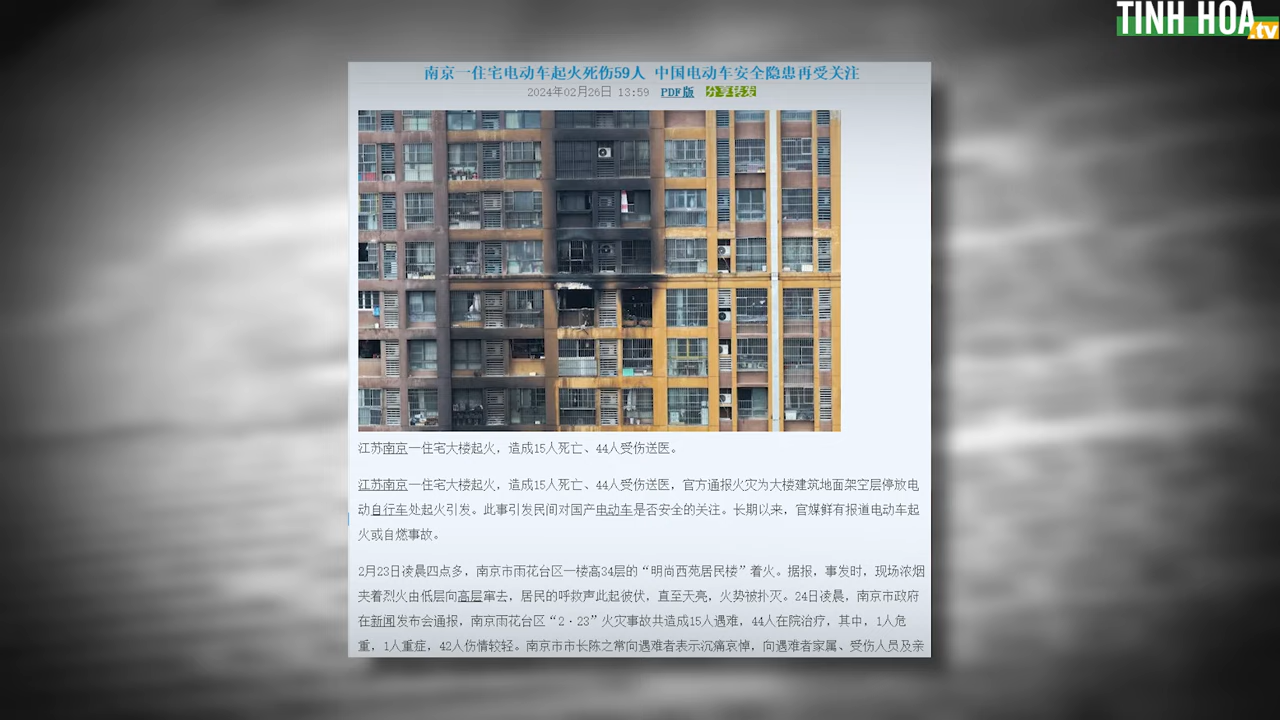 TINH HOA
.tv
南京一住宅电动车起火死伤59人 中国电动车安全隐患再受关注
2024年02月26日 13:59 PDF版 分享转发
江苏南京一住宅大楼起火，造成15人死亡、44人受伤送医。
江苏南京一住宅大楼起火，造成15人死亡、44人受伤送医，官方通报火灾为大楼建筑地面架空层停放电
动自行车处起火引发。此事引发民间对国产电动车是否安全的关注。长期以来，官媒鲜有报道电动车起
火或自燃事故。
2月23日凌晨四点多，南京市雨花台区一楼高34层的“明尚西苑居民楼”着火。据报，事发时，现场浓烟
夹着烈火由低层向高层窜去，居民的呼救声此起彼伏，直至天亮，火势被扑灭。24日凌晨，南京市政府
在新闻发布会通报，南京雨花台区“2·23”火灾事故共造成15人遇难，44人在院治疗，其中，1人危
重，1人重症，42人伤情较轻。南京市市长陈之常向遇难者表示沉痛哀悼，向遇难者家属、受伤人员及亲